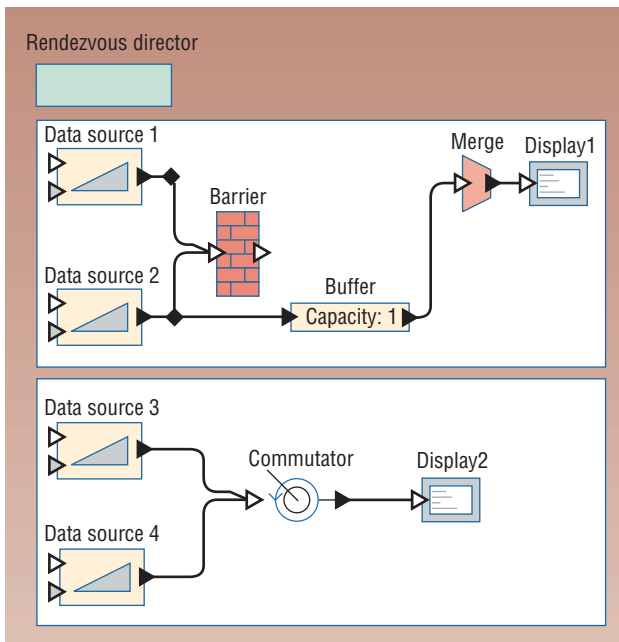 Rendezvous director
Data source 1
Merge
Display1
Barrier
Data source 2
Buffer
Capacity: 1
Data source 3
Commutator
Display2
Data source 4